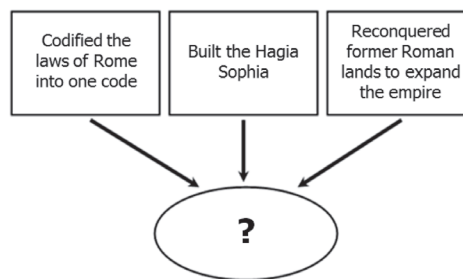 Codified the
laws of Rome
into one code
Built the Hagia
Sophia
Reconquered
former Roman
lands to expand
the empire
?